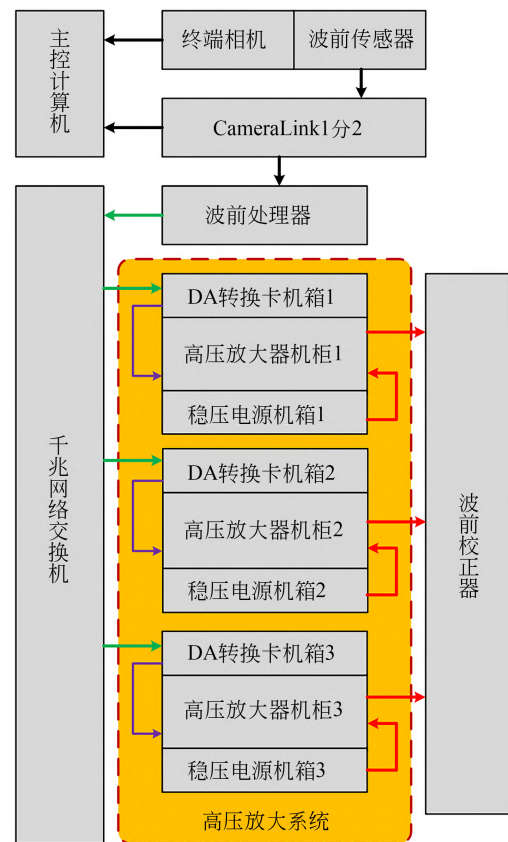 主控计算机
终端相机
波前传感器
CameraLink1分2
波前处理器
千兆网络交换机
DA转换卡机箱1
高压放大器机柜1
稳压电源机箱1
DA转换卡机箱2
高压放大器机柜2
稳压电源机箱2
DA转换卡机箱3
高压放大器机柜3
稳压电源机箱3
高压放大系统
波前校正器